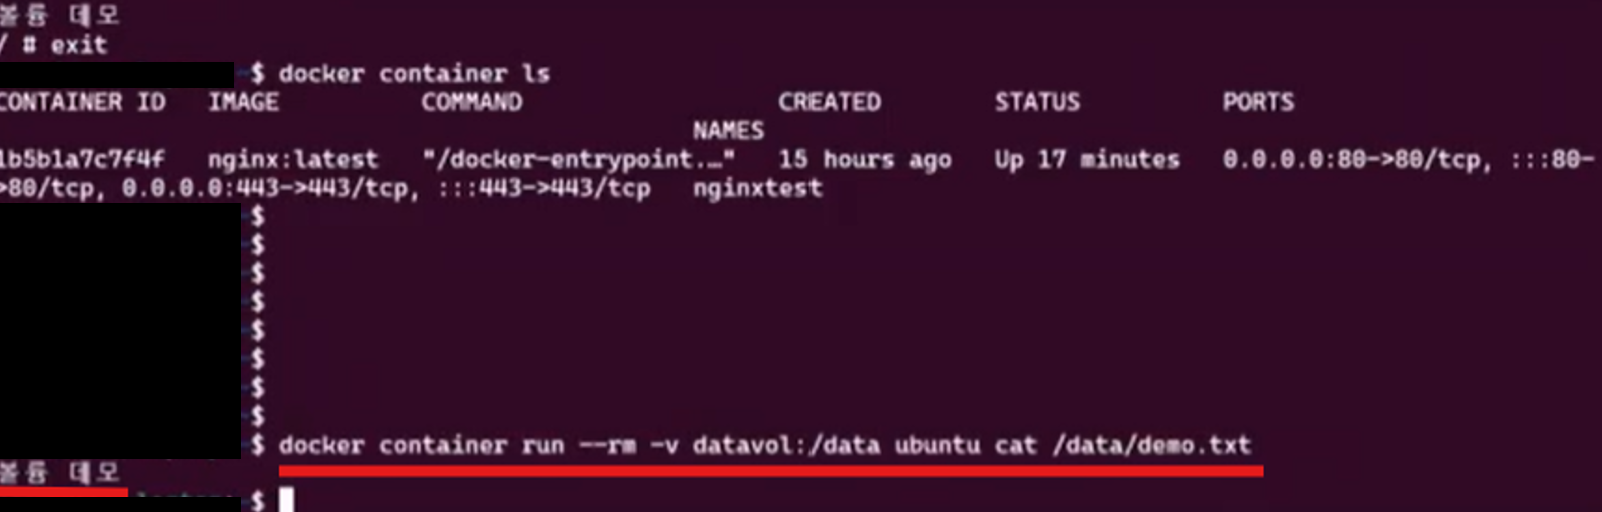 볼륨 데모
/ # exit
$ docker container ls
CONTAINER ID   IMAGE          COMMAND                  CREATED        STATUS          PORTS
NAMES
1b5b1a7c7f4f   nginx:latest   "/docker-entrypoint.…"   15 hours ago   Up 17 minutes   0.0.0.0:80->80/tcp, :::80-
>80/tcp, 0.0.0.0:443->443/tcp, :::443->443/tcp   nginxtest
$
$
$
$
$
$
$
$
$ docker container run --rm -v datavol:/data ubuntu cat /data/demo.txt
볼륨 데모
$